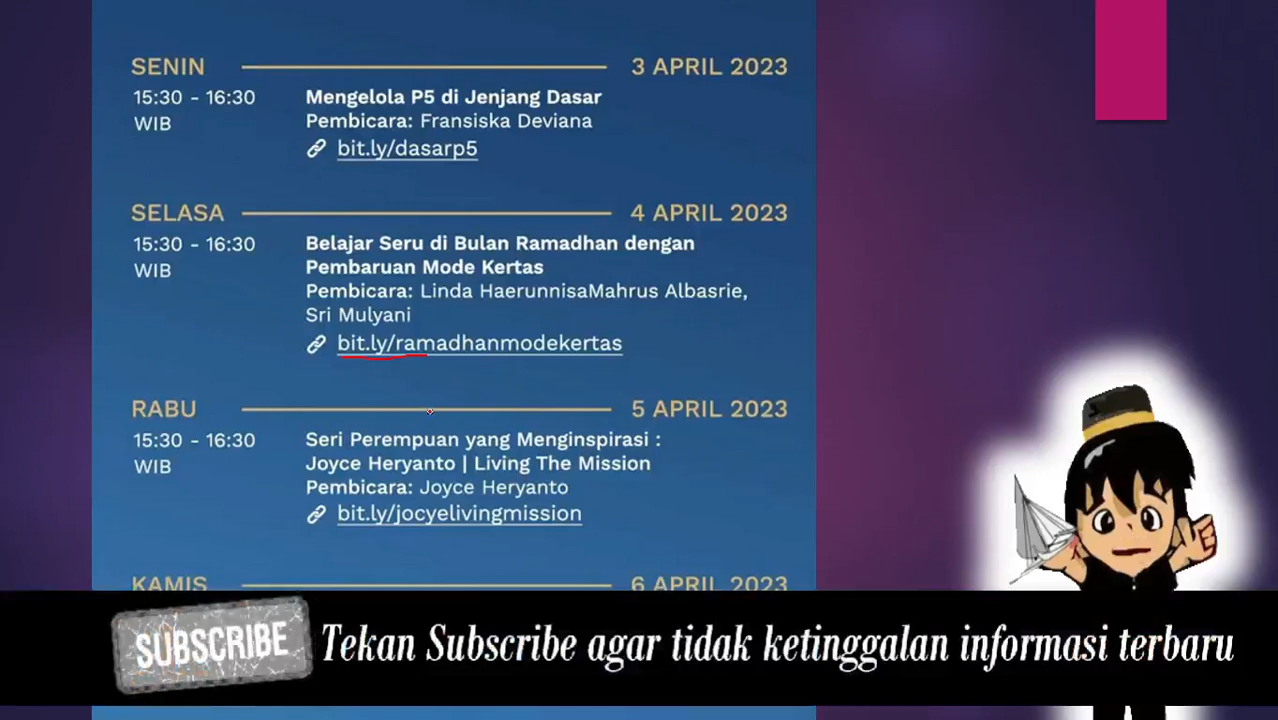 SENIN 3 APRIL 2023
15:30 - 16:30 Mengelola P5 di Jenjang Dasar
WIB Pembicara: Fransiska Deviana
bit.ly/dasarp5
SELASA 4 APRIL 2023
15:30 - 16:30 Belajar Seru di Bulan Ramadhan dengan
WIB Pembaruan Mode Kertas
Pembicara: Linda HaerunnisaMahrus Albasrie,
Sri Mulyani
bit.ly/ramadhanmodekertas
RABU 5 APRIL 2023
15:30 - 16:30 Seri Perempuan yang Menginspirasi :
WIB Joyce Heryanto | Living The Mission
Pembicara: Joyce Heryanto
bit.ly/jocyelivingmission
KAMIS 6 APRIL 2023
SUBSCRIBE Tekan Subscribe agar tidak ketinggalan informasi terbaru